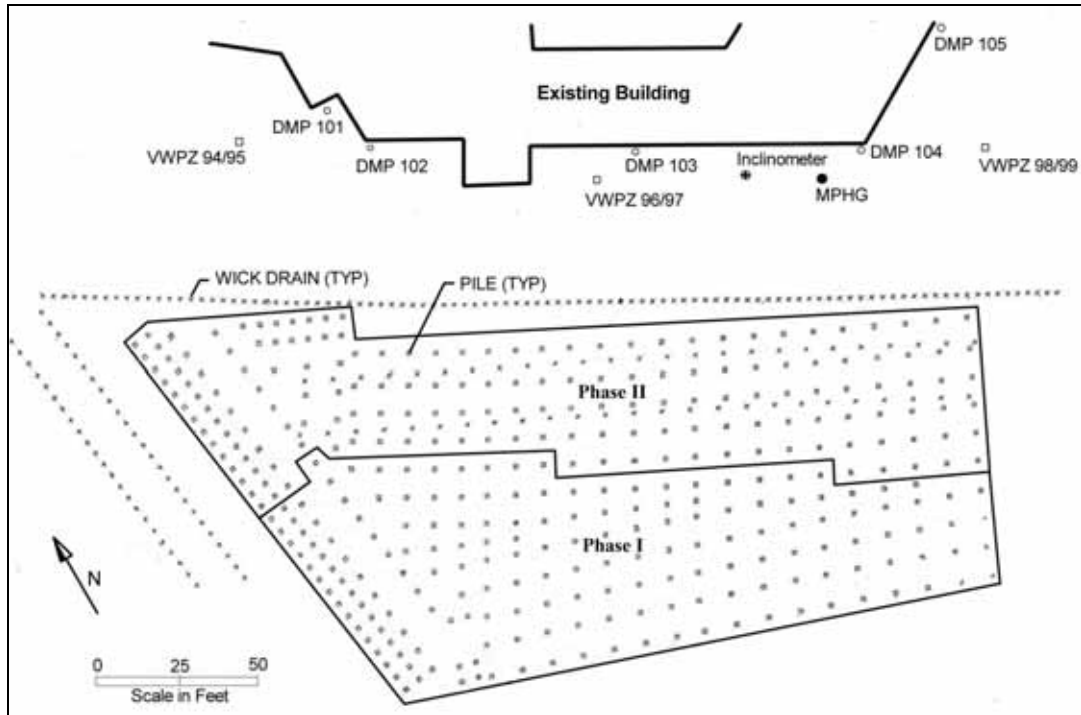 DMP 105
Existing Building
DMP 101
VWPZ 94/95
DMP 102
DMP 103
Inclinometer
DMP 104
VWPZ 98/99
VWPZ 96/97
MPHG
WICK DRAIN (TYP)
PILE (TYP)
Phase II
Phase I
N
0 25 50
Scale in Feet